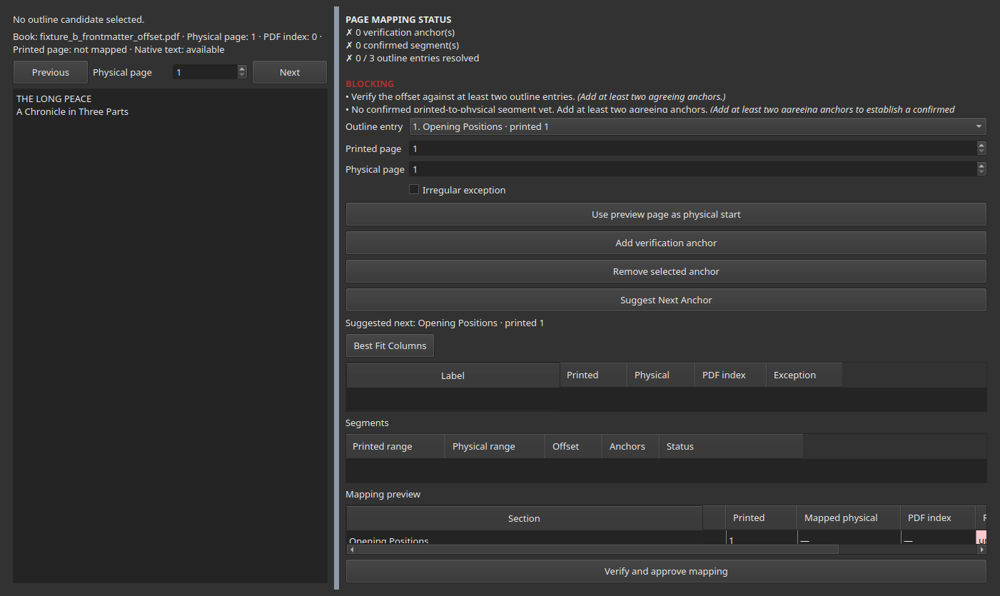 No outline candidate selected.
Book: fixture_b_frontmatter_offset.pdf · Physical page: 1 · PDF index: 0 ·
Printed page: not mapped · Native text: available
Previous
Physical page
1
Next
THE LONG PEACE
A Chronicle in Three Parts
PAGE MAPPING STATUS
✗ 0 verification anchor(s)
✗ 0 confirmed segment(s)
✗ 0 / 3 outline entries resolved
BLOCKING
• Verify the offset against at least two outline entries. (Add at least two agreeing anchors.)
• No confirmed printed-to-physical segment yet. Add at least two agreeing anchors. (Add at least two agreeing anchors to establish a confirmed
Outline entry 1. Opening Positions · printed 1
Printed page 1
Physical page 1
Irregular exception
Use preview page as physical start
Add verification anchor
Remove selected anchor
Suggest Next Anchor
Suggested next: Opening Positions · printed 1
Best Fit Columns
Label Printed Physical PDF index Exception
Segments
Printed range Physical range Offset Anchors Status
Mapping preview
Section Printed Mapped physical PDF index
Opening Positions 1 — —
Verify and approve mapping